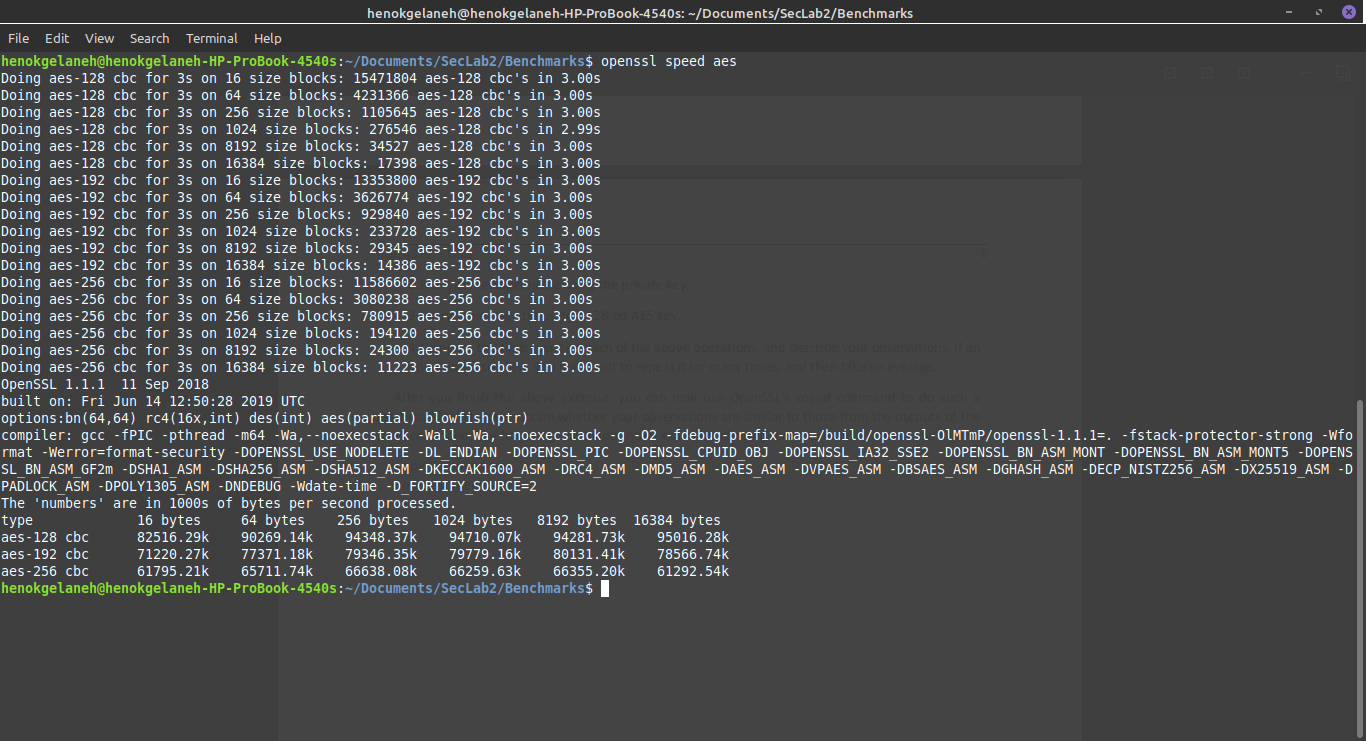 henokgelaneh@henokgelaneh-HP-ProBook-4540s: ~/Documents/SecLab2/Benchmarks
File Edit View Search Terminal Help
henokgelaneh@henokgelaneh-HP-ProBook-4540s:~/Documents/SecLab2/Benchmarks$ openssl speed aes
Doing aes-128 cbc for 3s on 16 size blocks: 15471804 aes-128 cbc's in 3.00s
Doing aes-128 cbc for 3s on 64 size blocks: 4231366 aes-128 cbc's in 3.00s
Doing aes-128 cbc for 3s on 256 size blocks: 1105645 aes-128 cbc's in 3.00s
Doing aes-128 cbc for 3s on 1024 size blocks: 276546 aes-128 cbc's in 2.99s
Doing aes-128 cbc for 3s on 8192 size blocks: 34527 aes-128 cbc's in 3.00s
Doing aes-128 cbc for 3s on 16384 size blocks: 17398 aes-128 cbc's in 3.00s
Doing aes-192 cbc for 3s on 16 size blocks: 13353800 aes-192 cbc's in 3.00s
Doing aes-192 cbc for 3s on 64 size blocks: 3626774 aes-192 cbc's in 3.00s
Doing aes-192 cbc for 3s on 256 size blocks: 929840 aes-192 cbc's in 3.00s
Doing aes-192 cbc for 3s on 1024 size blocks: 233728 aes-192 cbc's in 3.00s
Doing aes-192 cbc for 3s on 8192 size blocks: 29345 aes-192 cbc's in 3.00s
Doing aes-192 cbc for 3s on 16384 size blocks: 14386 aes-192 cbc's in 3.00s
Doing aes-256 cbc for 3s on 16 size blocks: 11586602 aes-256 cbc's in 3.00s
Doing aes-256 cbc for 3s on 64 size blocks: 3080238 aes-256 cbc's in 3.00s
Doing aes-256 cbc for 3s on 256 size blocks: 780915 aes-256 cbc's in 3.00s
Doing aes-256 cbc for 3s on 1024 size blocks: 194120 aes-256 cbc's in 3.00s
Doing aes-256 cbc for 3s on 8192 size blocks: 24300 aes-256 cbc's in 3.00s
Doing aes-256 cbc for 3s on 16384 size blocks: 11223 aes-256 cbc's in 3.00s
OpenSSL 1.1.1  11 Sep 2018
built on: Fri Jun 14 12:50:28 2019 UTC
options:bn(64,64) rc4(16x,int) des(int) aes(partial) blowfish(ptr)
compiler: gcc -fPIC -pthread -m64 -Wa,--noexecstack -Wall -Wa,--noexecstack -g -O2 -fdebug-prefix-map=/build/openssl-OlMTmP/openssl-1.1.1=. -fstack-protector-strong -Wfo
rmat -Werror=format-security -DOPENSSL_USE_NODELETE -DL_ENDIAN -DOPENSSL_PIC -DOPENSSL_CPUID_OBJ -DOPENSSL_IA32_SSE2 -DOPENSSL_BN_ASM_MONT -DOPENSSL_BN_ASM_MONT5 -DOPENS
SL_BN_ASM_GF2m -DSHA1_ASM -DSHA256_ASM -DSHA512_ASM -DKECCAK1600_ASM -DRC4_ASM -DMD5_ASM -DAES_ASM -DVPAES_ASM -DBSAES_ASM -DGHASH_ASM -DECP_NISTZ256_ASM -DX25519_ASM -D
PADLOCK_ASM -DPOLY1305_ASM -DNDEBUG -Wdate-time -D_FORTIFY_SOURCE=2
The 'numbers' are in 1000s of bytes per second processed.
type             16 bytes     64 bytes    256 bytes   1024 bytes   8192 bytes  16384 bytes
aes-128 cbc      82516.29k    90269.14k    94348.37k    94710.07k    94281.73k    95016.28k
aes-192 cbc      71220.27k    77371.18k    79346.35k    79779.16k    80131.41k    78566.74k
aes-256 cbc      61795.21k    65711.74k    66638.08k    66259.63k    66355.20k    61292.54k
henokgelaneh@henokgelaneh-HP-ProBook-4540s:~/Documents/SecLab2/Benchmarks$